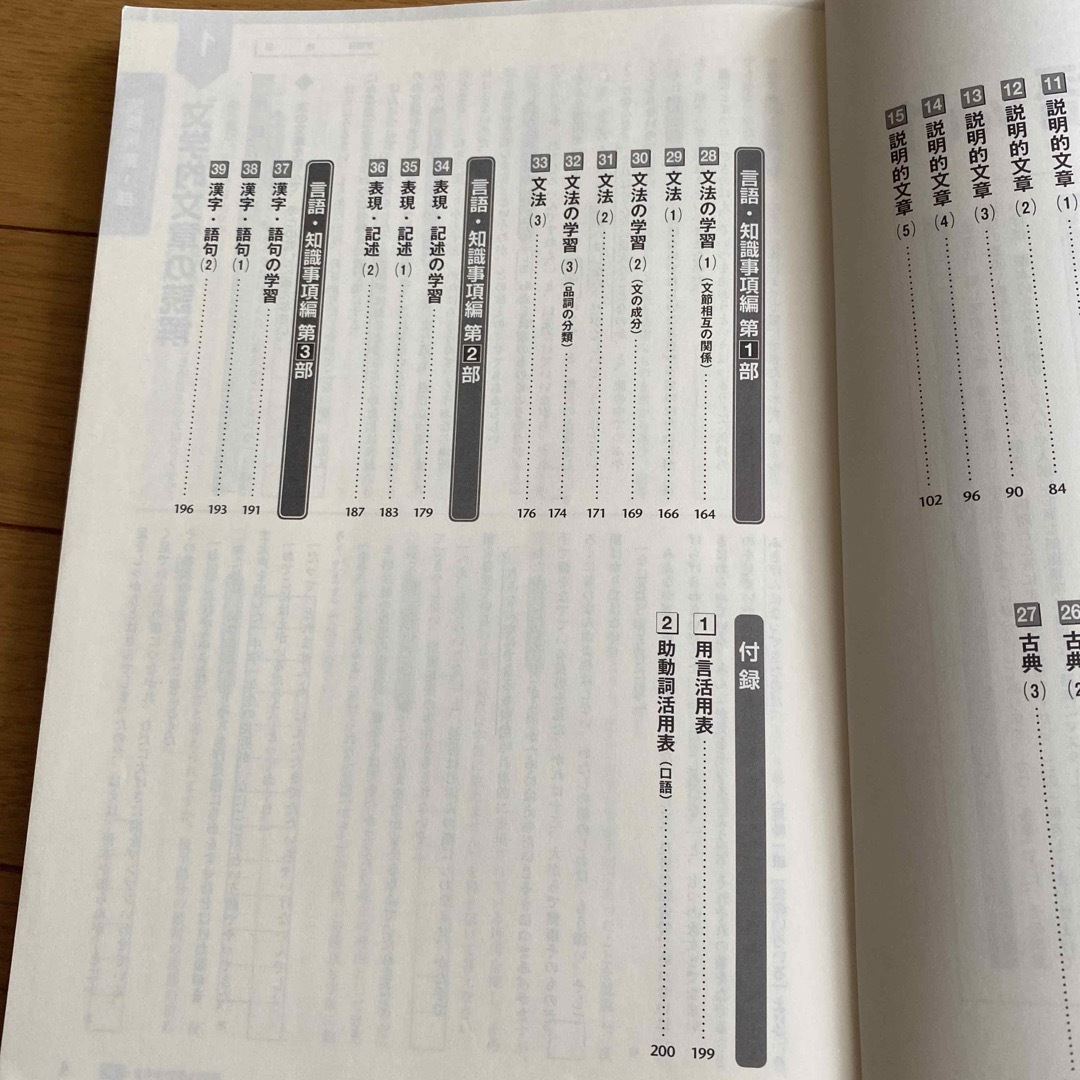 11 説明的文章(1)……84
12 説明的文章(2)……90
13 説明的文章(3)……96
14 説明的文章(4)……102
15 説明的文章(5)
26 古典(2
27 古典(3)
言語・知識事項編 第1部
28 文法の学習(1)(文節相互の関係)……164
29 文法(1)……166
30 文法の学習(2)(文の成分)……169
31 文法(2)……171
32 文法の学習(3)(品詞の分類)……174
33 文法(3)……176
言語・知識事項編 第2部
34 表現・記述の学習……179
35 表現・記述(1)……183
36 表現・記述(2)……187
言語・知識事項編 第3部
37 漢字・語句の学習……191
38 漢字・語句(1)……193
39 漢字・語句(2)……196
付録
1 用言活用表……199
2 助動詞活用表(口語)……200